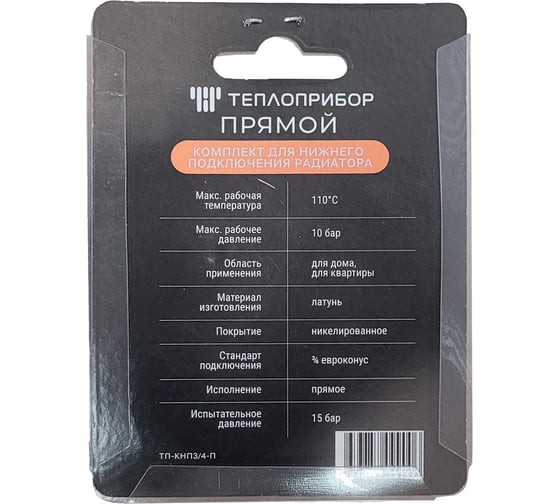 ТЕПЛОПРИБОР
ПРЯМОЙ
КОМПЛЕКТ ДЛЯ НИЖНЕГО
ПОДКЛЮЧЕНИЯ РАДИАТОРА
Макс. рабочая
температура
110°С
Макс. рабочее
давление
10 бар
Область
применения
для дома,
для квартиры
Материал
изготовления
латунь
Покрытие
никелированное
Стандарт
подключения
¾ евроконус
Исполнение
прямое
Испытательное
давление
15 бар
ТП-КНП3/4-П